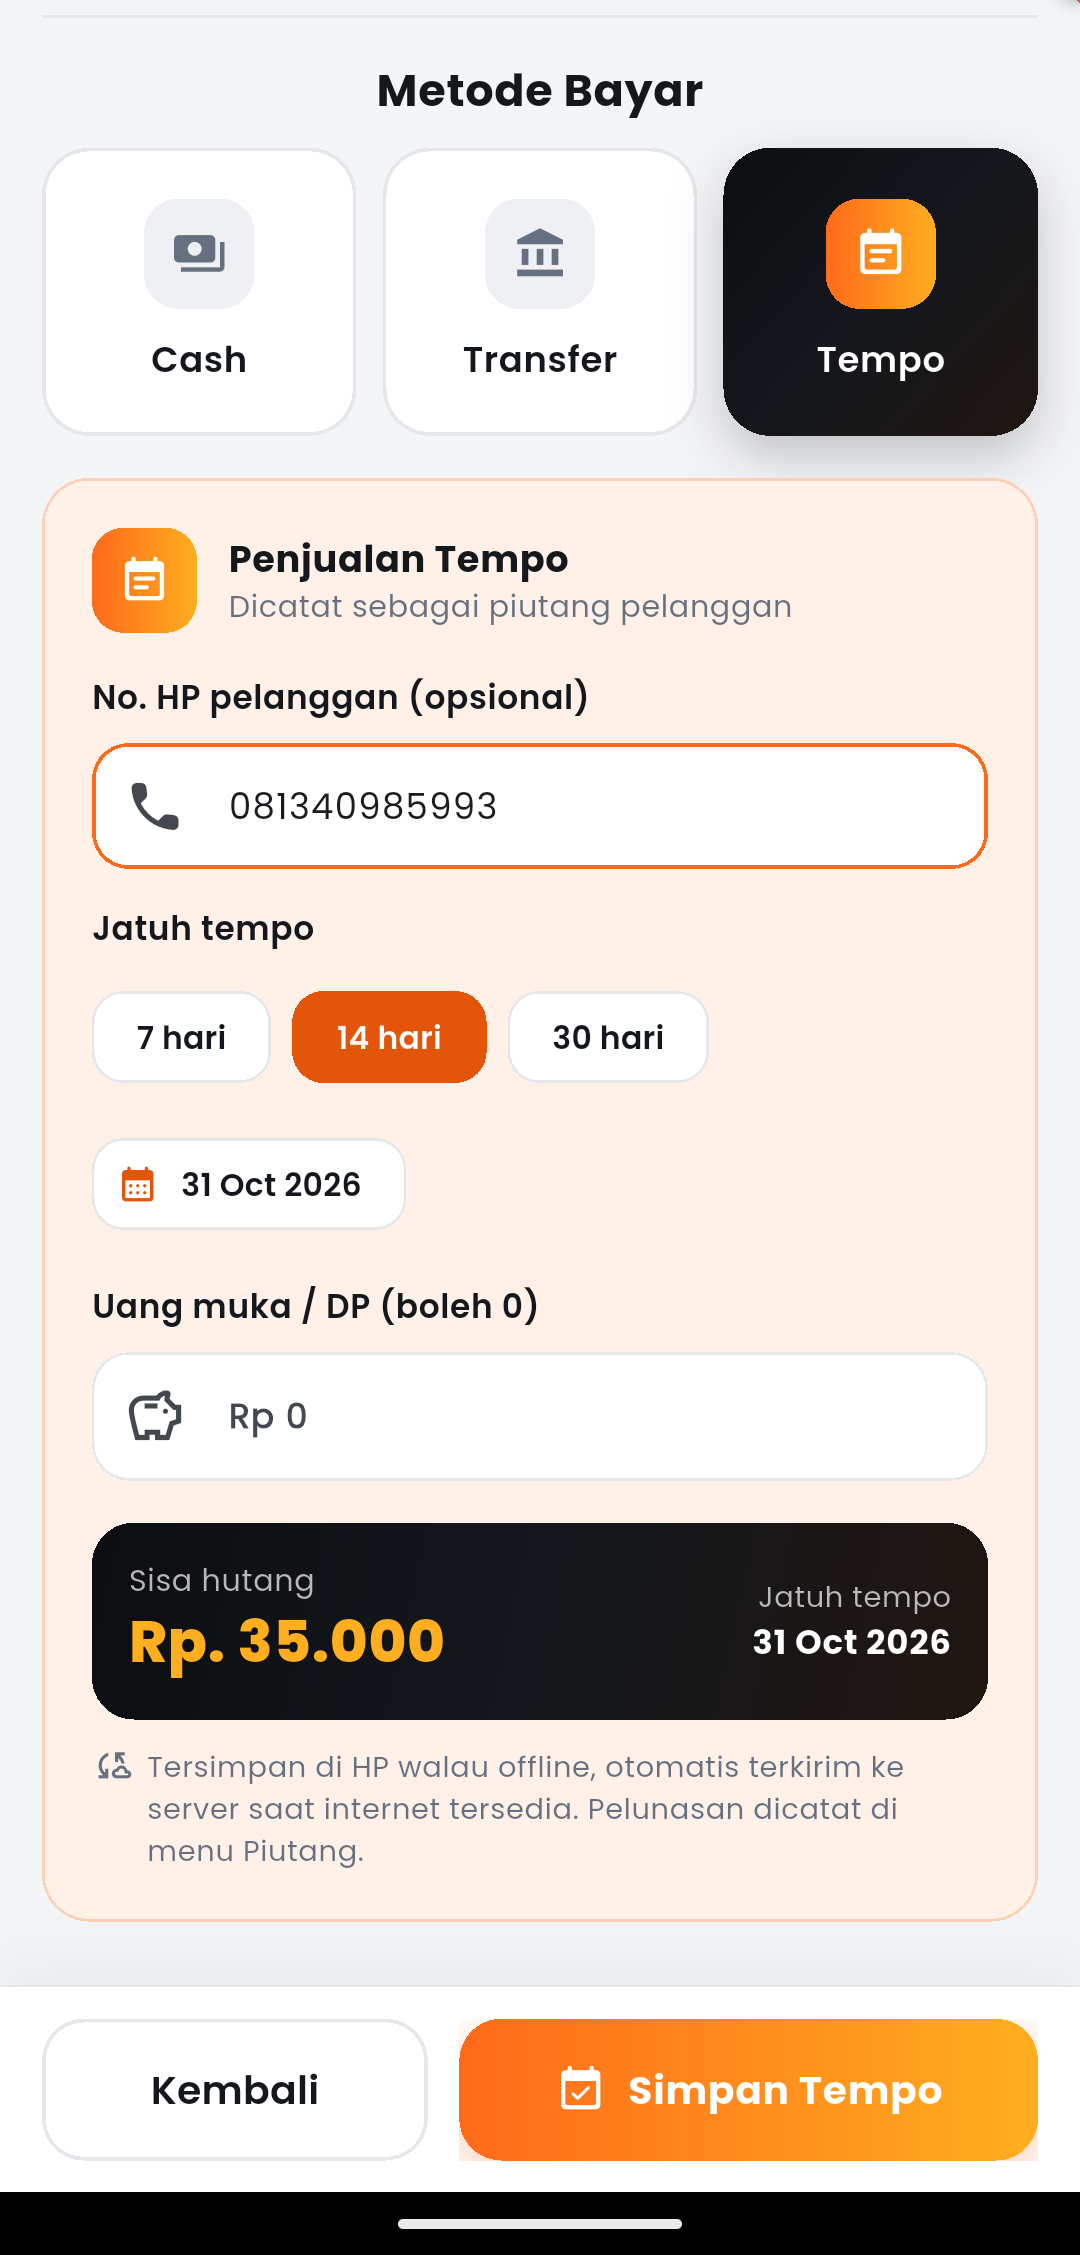 Metode Bayar
Cash
Transfer
Tempo
Penjualan Tempo
Dicatat sebagai piutang pelanggan
No. HP pelanggan (opsional)
081340985993
Jatuh tempo
7 hari
14 hari
30 hari
31 Oct 2026
Uang muka / DP (boleh 0)
Rp 0
Sisa hutang
Rp. 35.000
Jatuh tempo
31 Oct 2026
Tersimpan di HP walau offline, otomatis terkirim ke
server saat internet tersedia. Pelunasan dicatat di
menu Piutang.
Kembali
Simpan Tempo